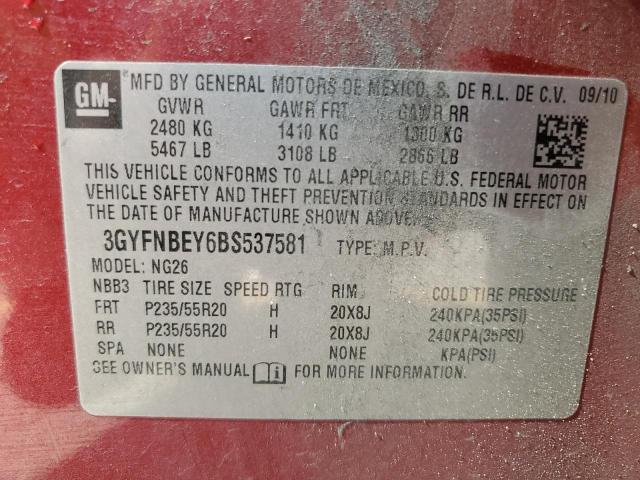 GM MFD BY GENERAL MOTORS DE MEXICO, S. DE R.L. DE C.V. 09/10
GVWR GAWR FRT GAWR RR
2480 KG 1410 KG 1300 KG
5467 LB 3108 LB 2866 LB
THIS VEHICLE CONFORMS TO ALL APPLICABLE U.S. FEDERAL MOTOR
VEHICLE SAFETY AND THEFT PREVENTION STANDARDS IN EFFECT ON
THE DATE OF MANUFACTURE SHOWN ABOVE.
3GYFNBEY6BS537581 TYPE: M.P.V.
MODEL: NG26
NBB3 TIRE SIZE SPEED RTG RIM COLD TIRE PRESSURE
FRT P235/55R20 H 20X8J 240KPA(35PSI)
RR P235/55R20 H 20X8J 240KPA(35PSI)
SPA NONE NONE KPA(PSI)
SEE OWNER'S MANUAL FOR MORE INFORMATION.